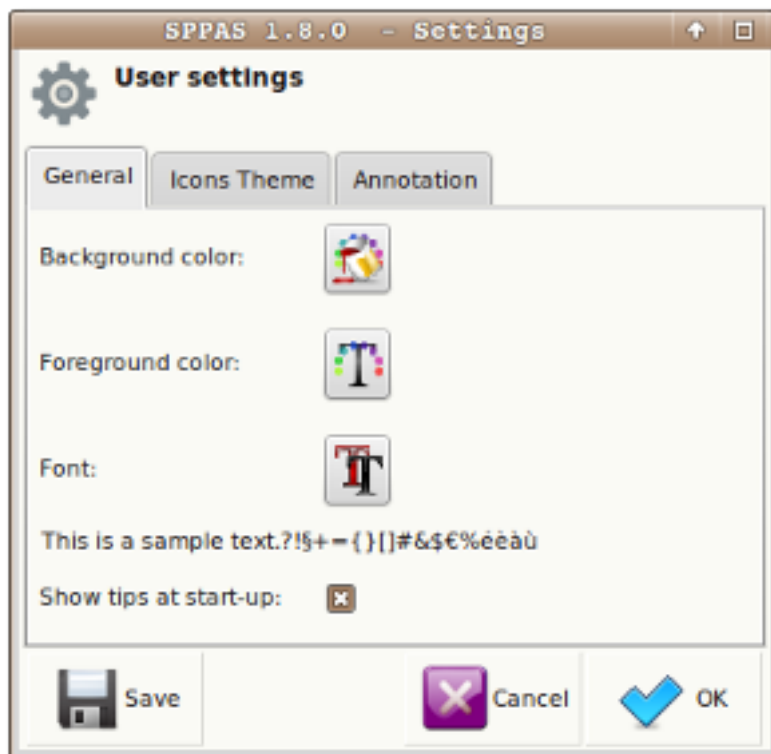 SPPAS 1.8.0 - Settings
User settings
General Icons Theme Annotation
Background color:
Foreground color:
Font:
This is a sample text.?!§+={}[]#&$€%éèàù
Show tips at start-up:
Save Cancel OK